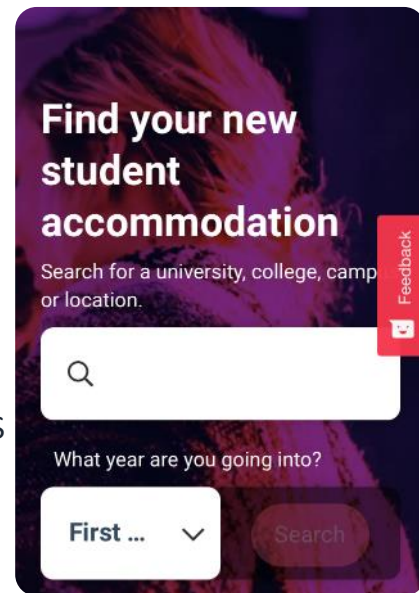 Find your new
student
accommodation
Search for a university, college, camp
or location.
Feedback
What year are you going into?
First ...
Search
S